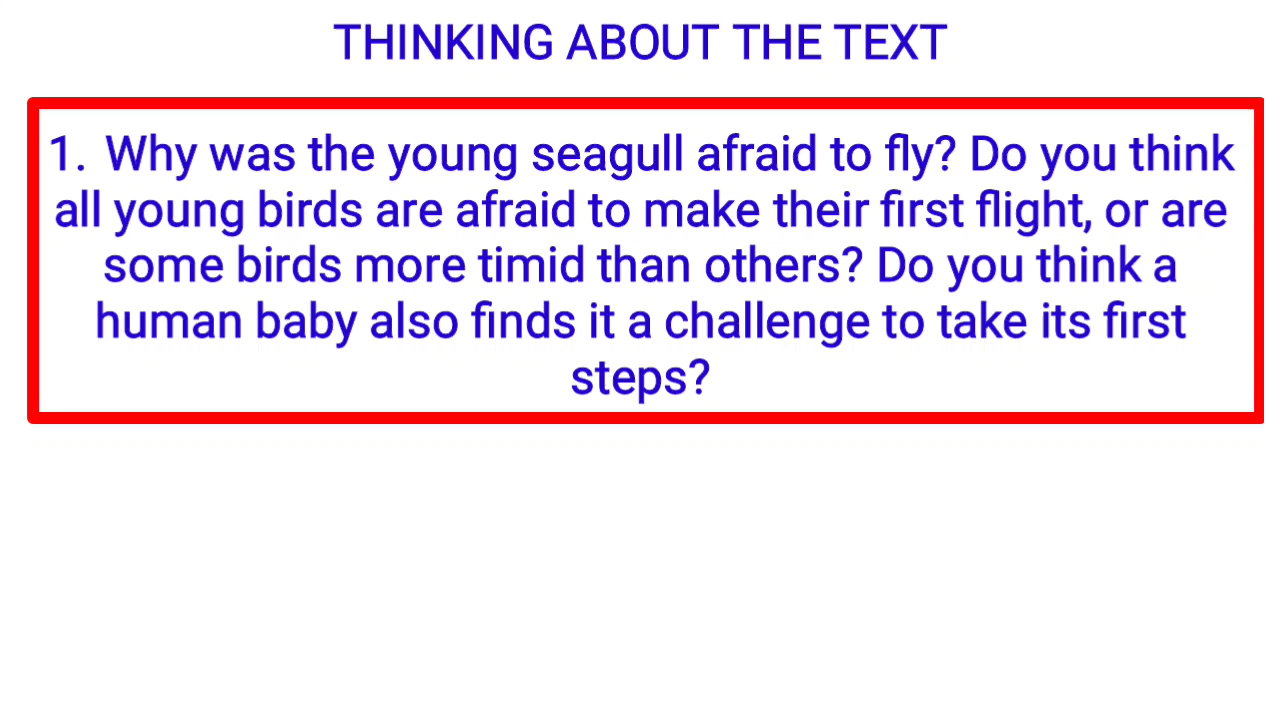 THINKING ABOUT THE TEXT
1. Why was the young seagull afraid to fly? Do you think
all young birds are afraid to make their first flight, or are
some birds more timid than others? Do you think a
human baby also finds it a challenge to take its first
steps?